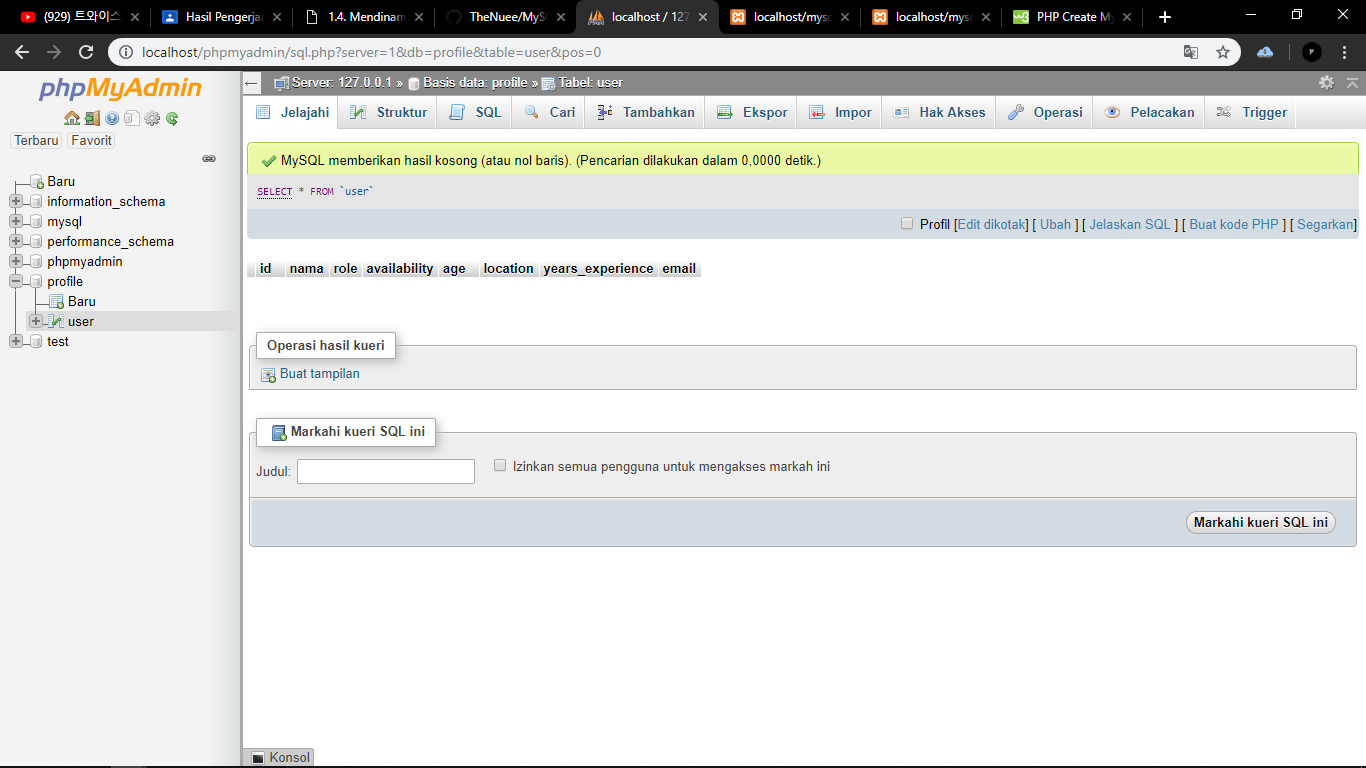 (929) 트와이스
Hasil Pengerja
1.4. Mendinam
TheNuee/MyS
localhost / 127
localhost/mysq
localhost/mysq
PHP Create My
localhost/phpmyadmin/sql.php?server=1&db=profile&table=user&pos=0
phpMyAdmin
Terbaru Favorit
Baru
information_schema
mysql
performance_schema
phpmyadmin
profile
Baru
user
test
Server: 127.0.0.1 » Basis data: profile » Tabel: user
Jelajahi Struktur SQL Cari Tambahkan Ekspor Impor Hak Akses Operasi Pelacakan Trigger
MySQL memberikan hasil kosong (atau nol baris). (Pencarian dilakukan dalam 0,0000 detik.)
SELECT * FROM `user`
Profil [Edit dikotak] [ Ubah ] [ Jelaskan SQL ] [ Buat kode PHP ] [ Segarkan]
id nama role availability age location years_experience email
Operasi hasil kueri
Buat tampilan
Markahi kueri SQL ini
Judul: Izinkan semua pengguna untuk mengakses markah ini
Markahi kueri SQL ini
Konsol